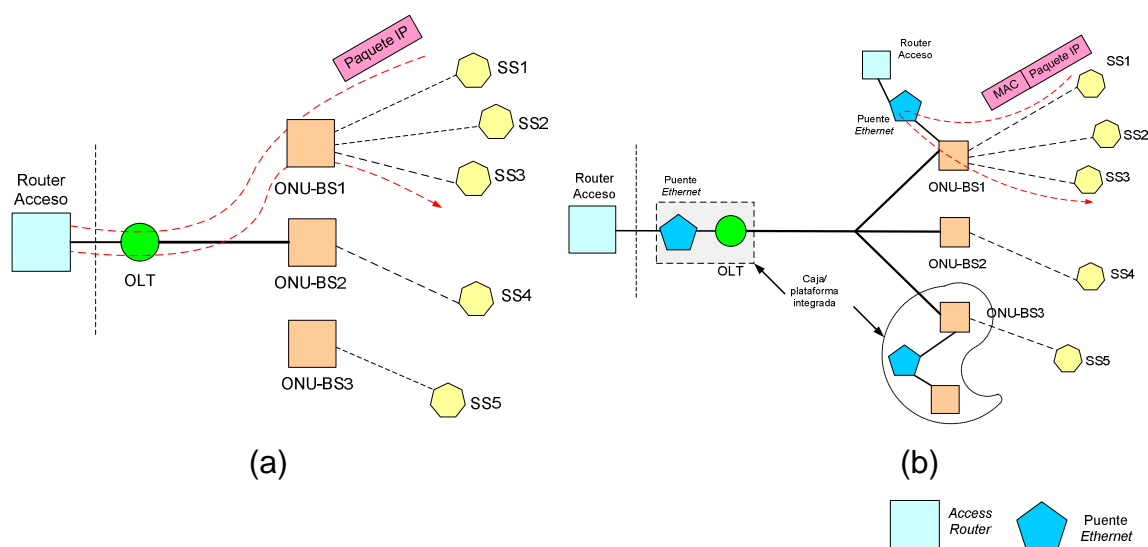 Paquete IP
SS1
SS2
SS3
ONU-BS1
Router
Acceso
OLT
ONU-BS2
SS4
ONU-BS3
SS5
(a)
Router
Acceso
MAC
Paquete IP
SS1
Puente
Ethernet
SS2
SS3
ONU-BS1
Router
Acceso
Puente
Ethernet
OLT
ONU-BS2
SS4
Caja/
plataforma
integrada
ONU-BS3
SS5
(b)
Access
Router
Puente
Ethernet